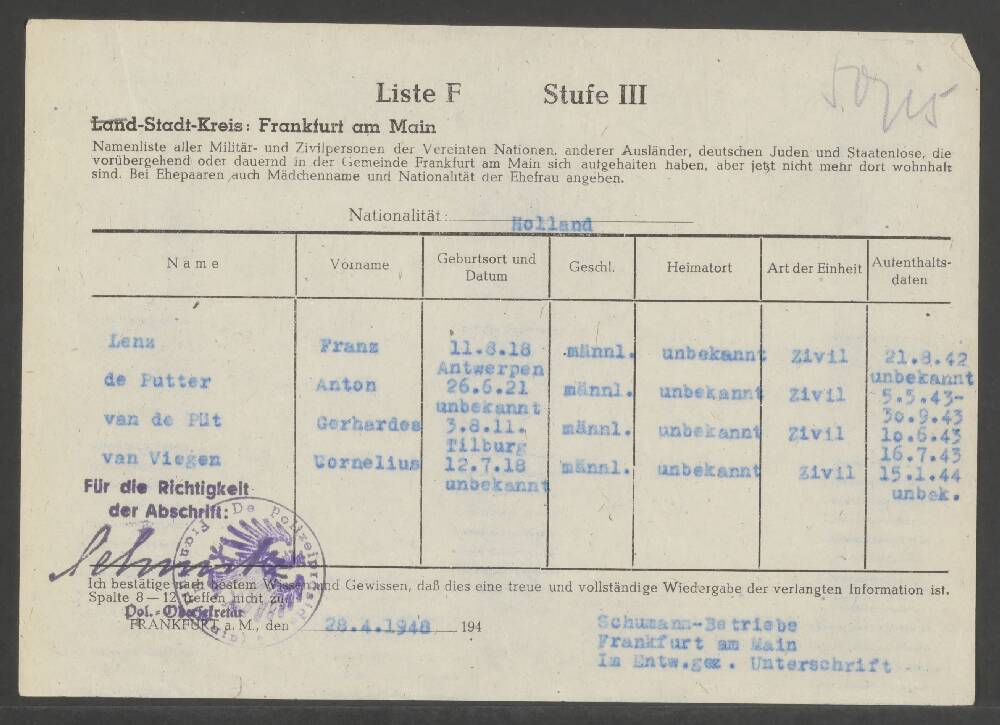 Liste F Stufe III
Land-Stadt-Kreis: Frankfurt am Main
Namenliste aller Militär- und Zivilpersonen der Vereinten Nationen, anderer Ausländer, deutschen Juden und Staatenlose, die
vorübergehend oder dauernd in der Gemeinde Frankfurt am Main sich aufgehalten haben, aber jetzt nicht mehr dort wohnhaft
sind. Bei Ehepaaren auch Mädchenname und Nationalität der Ehefrau angeben.
Nationalität: Holland
Name Vorname Geburtsort und Datum Geschl. Heimatort Art der Einheit Aufenthalts-daten
Lenz Franz 11.8.18 männl. unbekannt Zivil 21.8.42
Antwerpen unbekannt
de Putter Anton 26.6.21 männl. unbekannt Zivil 5.5.43-
unbekannt 30.9.43
van de Püt Gerhardes 3.8.11. männl. unbekannt Zivil 10.6.43
Tilburg 16.7.43
van Viegen Cornelius 12.7.18 männl. unbekannt Zivil 15.1.44
unbekannt unbek.
Für die Richtigkeit
der Abschrift:
Ich bestätige nach bestem Wissen und Gewissen, daß dies eine treue und vollständige Wiedergabe der verlangten Information ist.
Spalte 8—12 treffen nicht zu.
Pol.-Obersekretär
FRANKFURT a. M., den 28.4.1948 194
Schumann-Betriebe
Frankfurt am Main
Im Entw.gez. Unterschrift